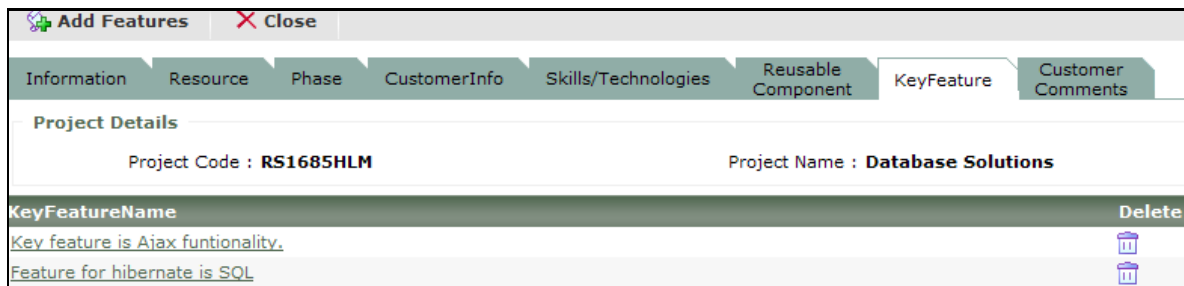 Add Features Close
Information Resource Phase CustomerInfo Skills/Technologies Reusable Component KeyFeature Customer Comments
Project Details
Project Code : RS1685HLM Project Name : Database Solutions
KeyFeatureName Delete
Key feature is Ajax funtionality.
Feature for hibernate is SQL